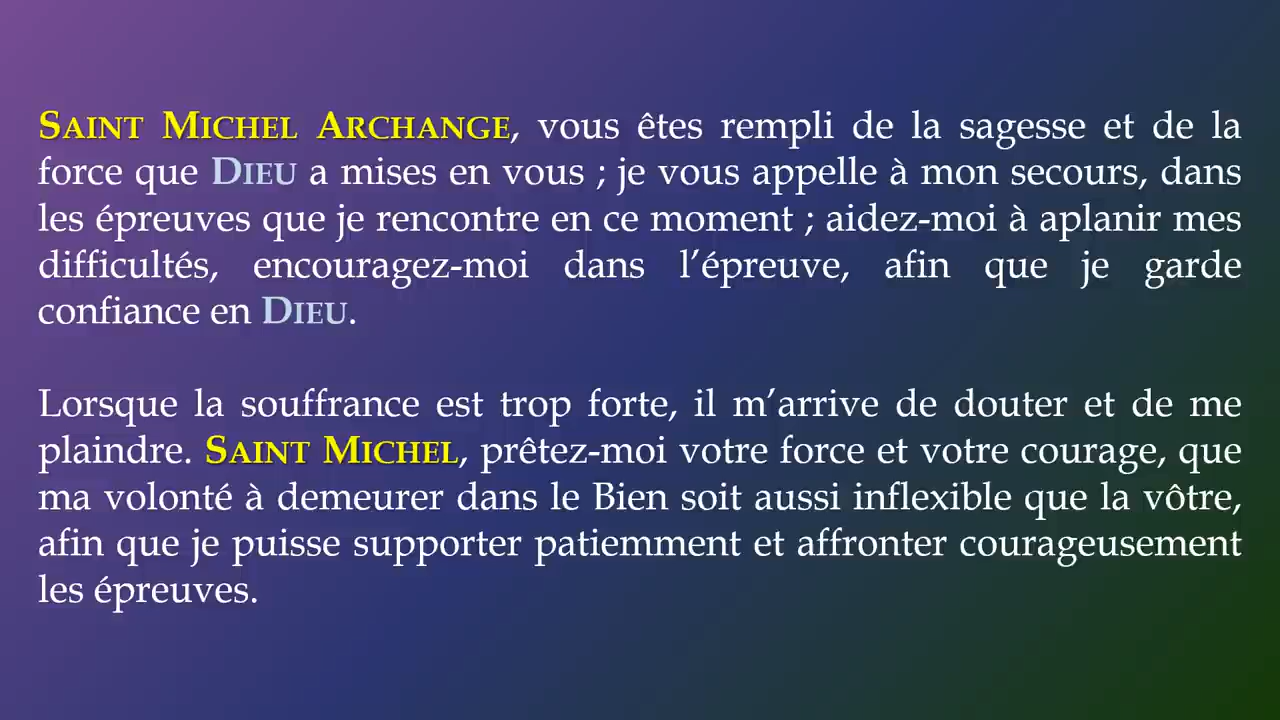 SAINT MICHEL ARCHANGE, vous êtes rempli de la sagesse et de la
force que DIEU a mises en vous ; je vous appelle à mon secours, dans
les épreuves que je rencontre en ce moment ; aidez-moi à aplanir mes
difficultés, encouragez-moi dans l’épreuve, afin que je garde
confiance en DIEU.
Lorsque la souffrance est trop forte, il m’arrive de douter et de me
plaindre. SAINT MICHEL, prêtez-moi votre force et votre courage, que
ma volonté à demeurer dans le Bien soit aussi inflexible que la vôtre,
afin que je puisse supporter patiemment et affronter courageusement
les épreuves.